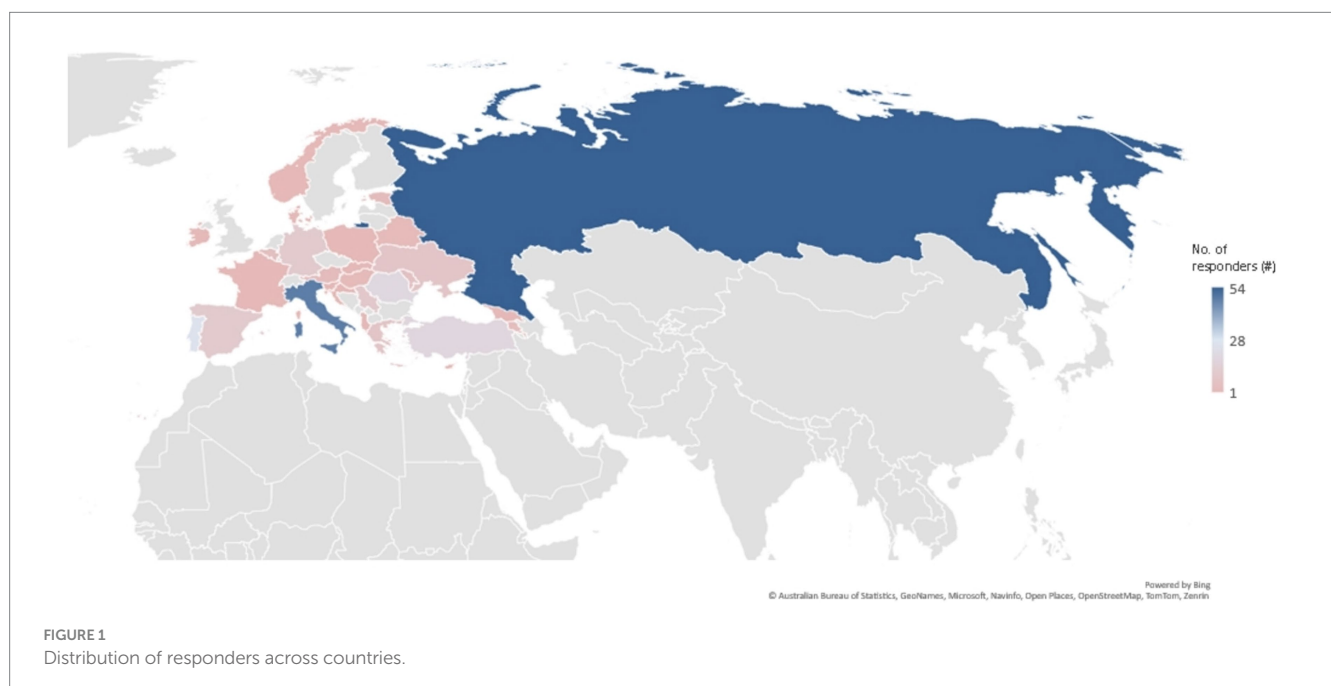 No. of
responders (#)
54
28
1
Powered by Bing
© Australian Bureau of Statistics, GeoNames, Microsoft, Navinfo, Open Places, OpenStreetMap, TomTom, Zenrin
FIGURE 1
Distribution of responders across countries.